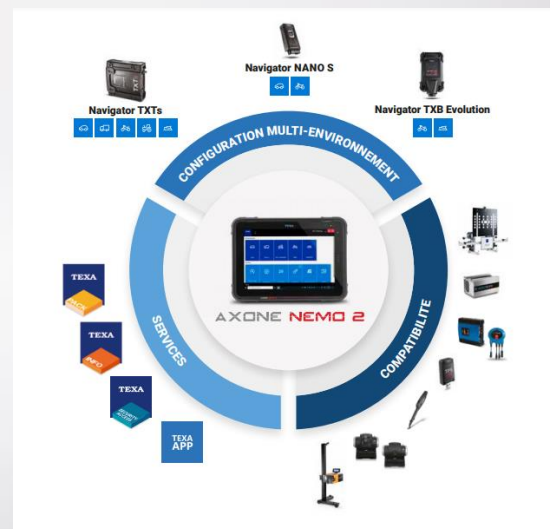 Navigator NANO S
Navigator TXTs
Navigator TXB Evolution
CONFIGURATION MULTI-ENVIRONNEMENT
SERVICES
COMPATIBILITE
AXONE NEMO 2
TEXA
TEXA
INFO
TEXA
TEXA
APP